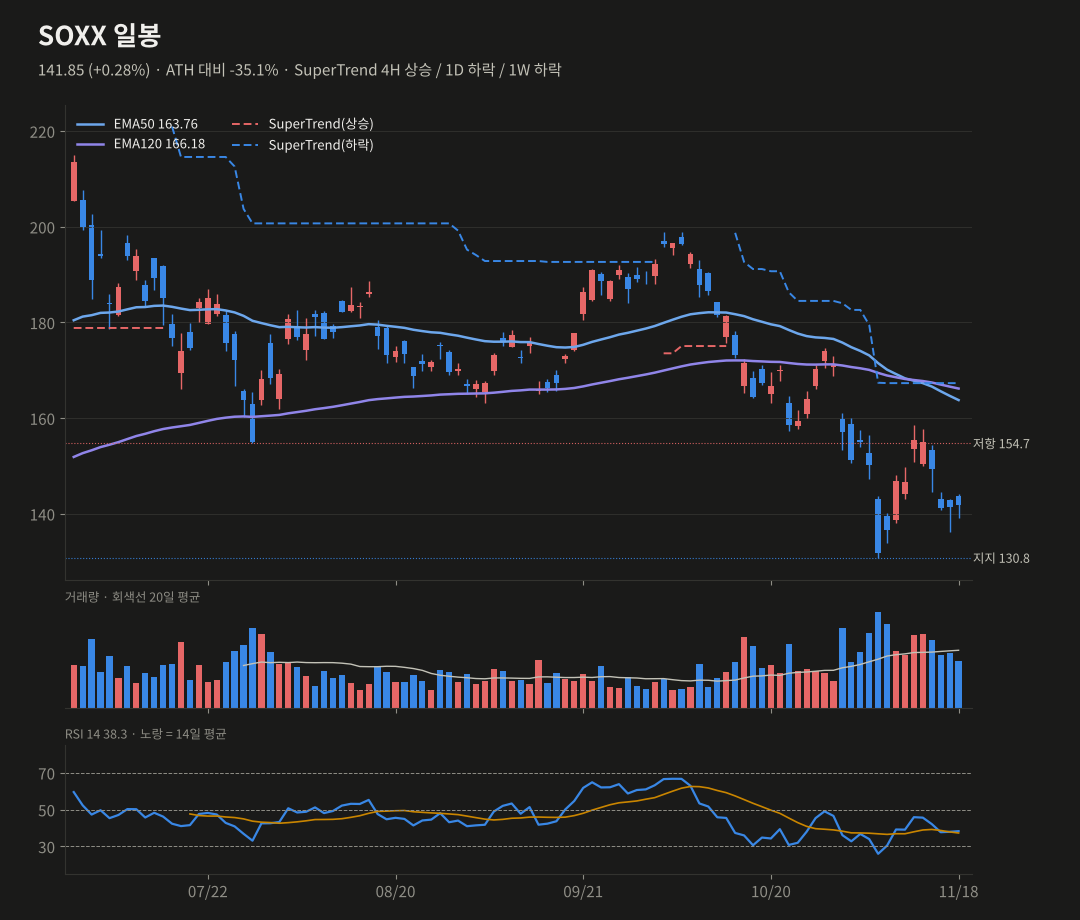 SOXX 일봉
141.85 (+0.28%) · ATH 대비 -35.1% · SuperTrend 4H 상승 / 1D 하락 / 1W 하락
EMA50 163.76
SuperTrend(상승)
EMA120 166.18
SuperTrend(하락)
220
200
180
160
140
저항 154.7
지지 130.8
거래량 · 회색선 20일 평균
RSI 14 38.3 · 노랑 = 14일 평균
70
50
30
07/22
08/20
09/21
10/20
11/18